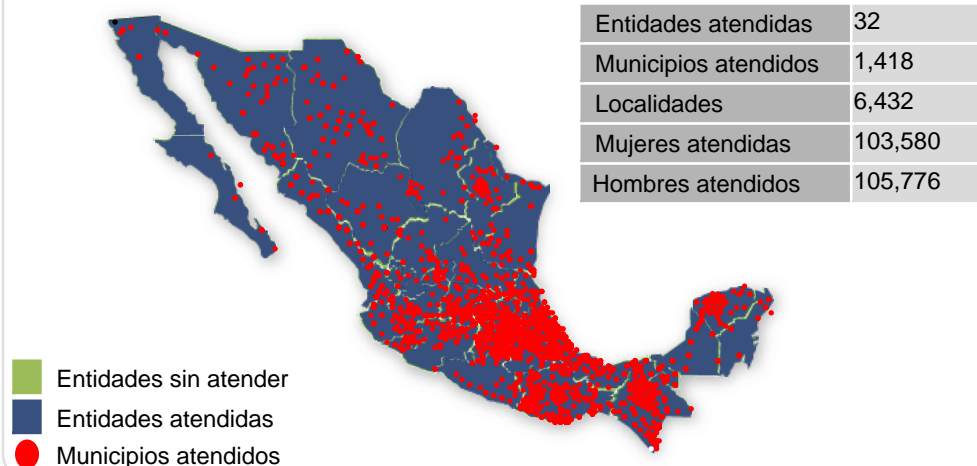 Entidades atendidas 32
Municipios atendidos 1,418
Localidades 6,432
Mujeres atendidas 103,580
Hombres atendidos 105,776
Entidades sin atender
Entidades atendidas
Municipios atendidos